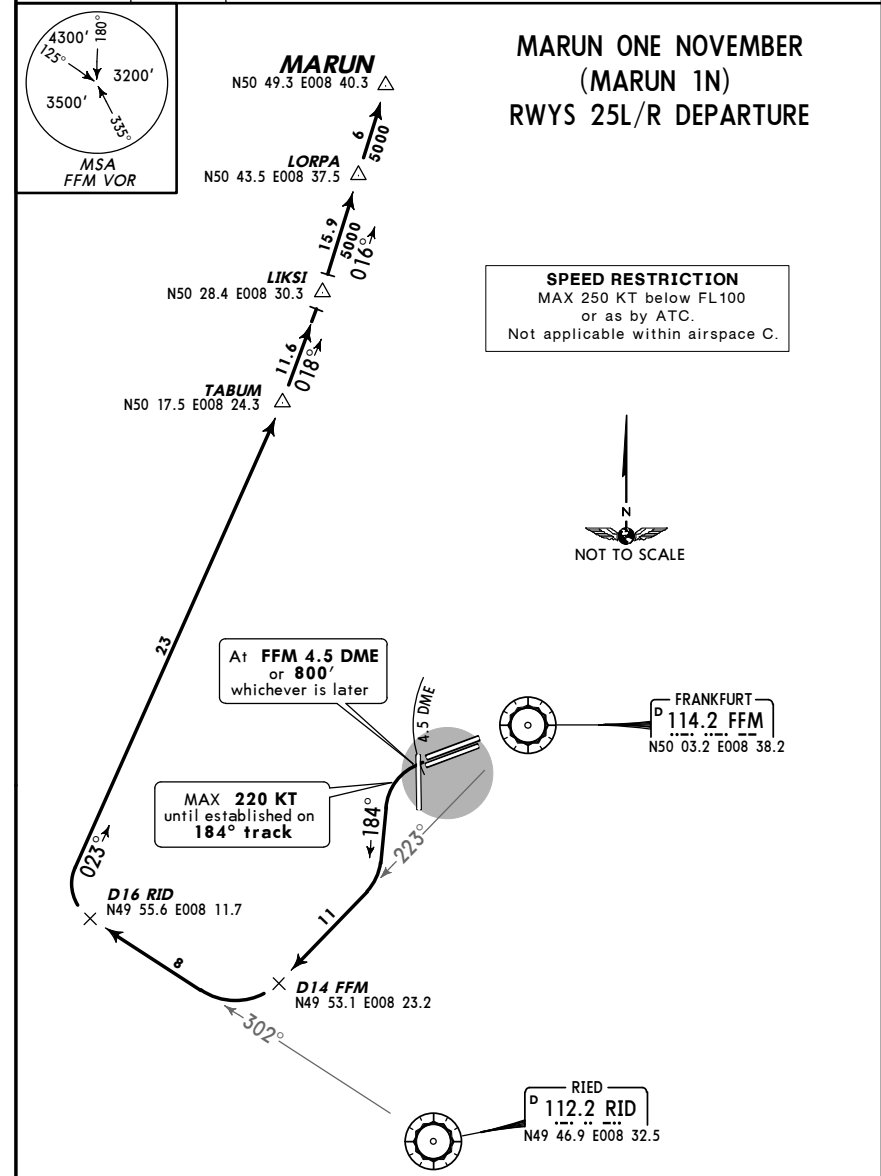 4300'
180°
125°
3200'
3500'
335°
MSA
FFM VOR
MARUN ONE NOVEMBER
(MARUN 1N)
RWYS 25L/R DEPARTURE
MARUN
N50 49.3 E008 40.3
6
5000
LORPA
N50 43.5 E008 37.5
15.9
5000
016°
LIKSI
N50 28.4 E008 30.3
11.6
018°
TABUM
N50 17.5 E008 24.3
SPEED RESTRICTION
MAX 250 KT below FL100
or as by ATC.
Not applicable within airspace C.
N
NOT TO SCALE
23
At FFM 4.5 DME
or 800'
whichever is later
4.5 DME
FRANKFURT
D 114.2 FFM
N50 03.2 E008 38.2
MAX 220 KT
until established on
184° track
184°
223°
023°
D16 RID
N49 55.6 E008 11.7
11
8
D14 FFM
N49 53.1 E008 23.2
302°
RIED
D 112.2 RID
N49 46.9 E008 32.5